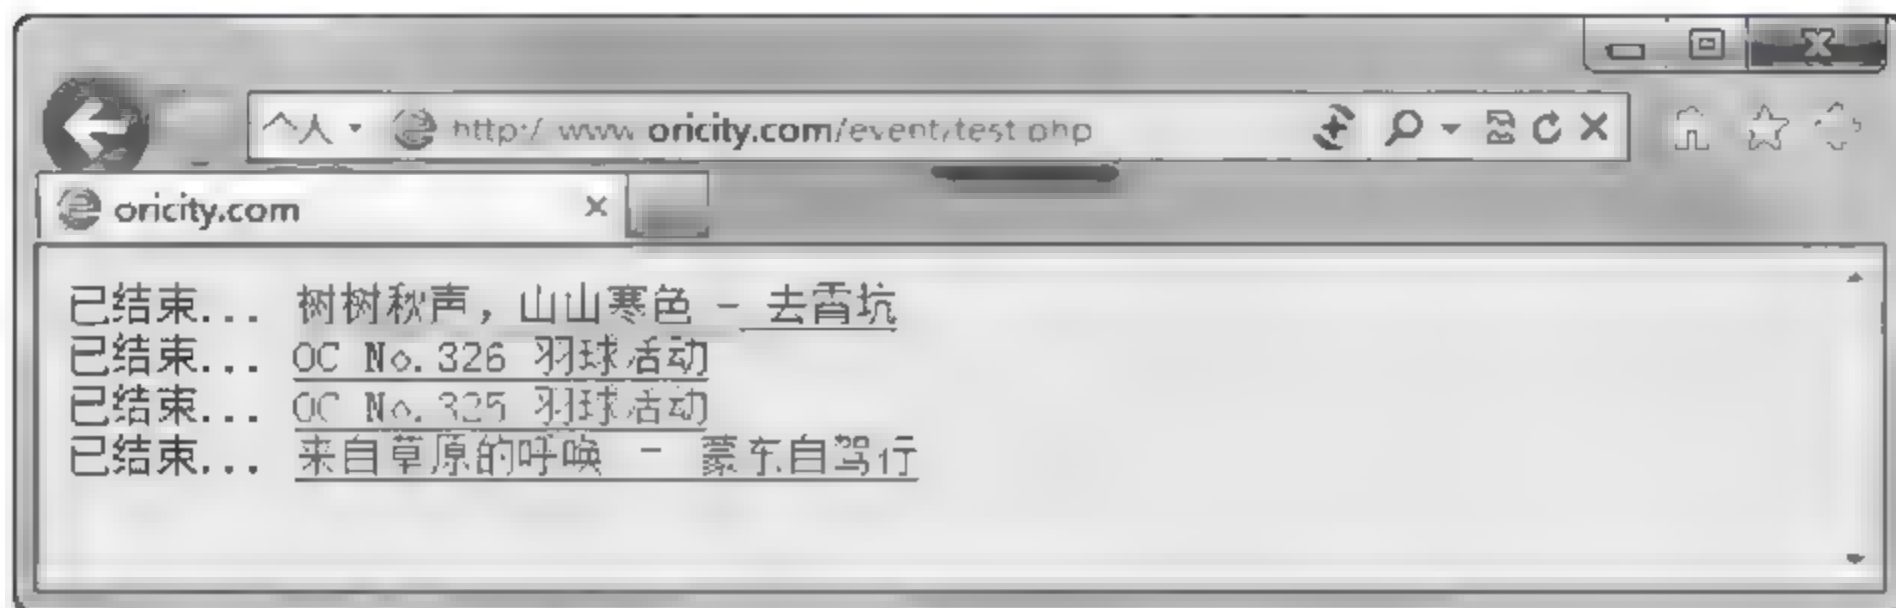 个人 http://www.oricity.com/event/test.php
oricity.com
已结束... 树树秋声，山山寒色 - 去霄坑
已结束... OC No.326 羽球活动
已结束... OC No.325 羽球活动
已结束... 来自草原的呼唤 - 蒙东自驾行